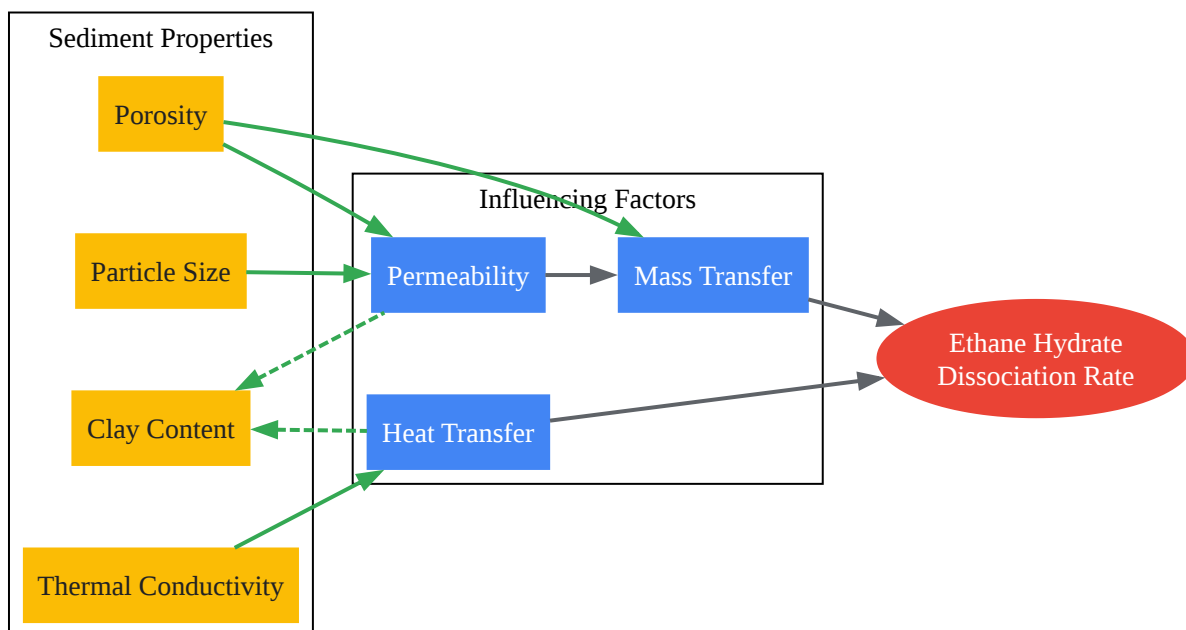 Sediment Properties
Porosity
Particle Size
Clay Content
Thermal Conductivity
Influencing Factors
Permeability
Mass Transfer
Heat Transfer
Ethane Hydrate
Dissociation Rate